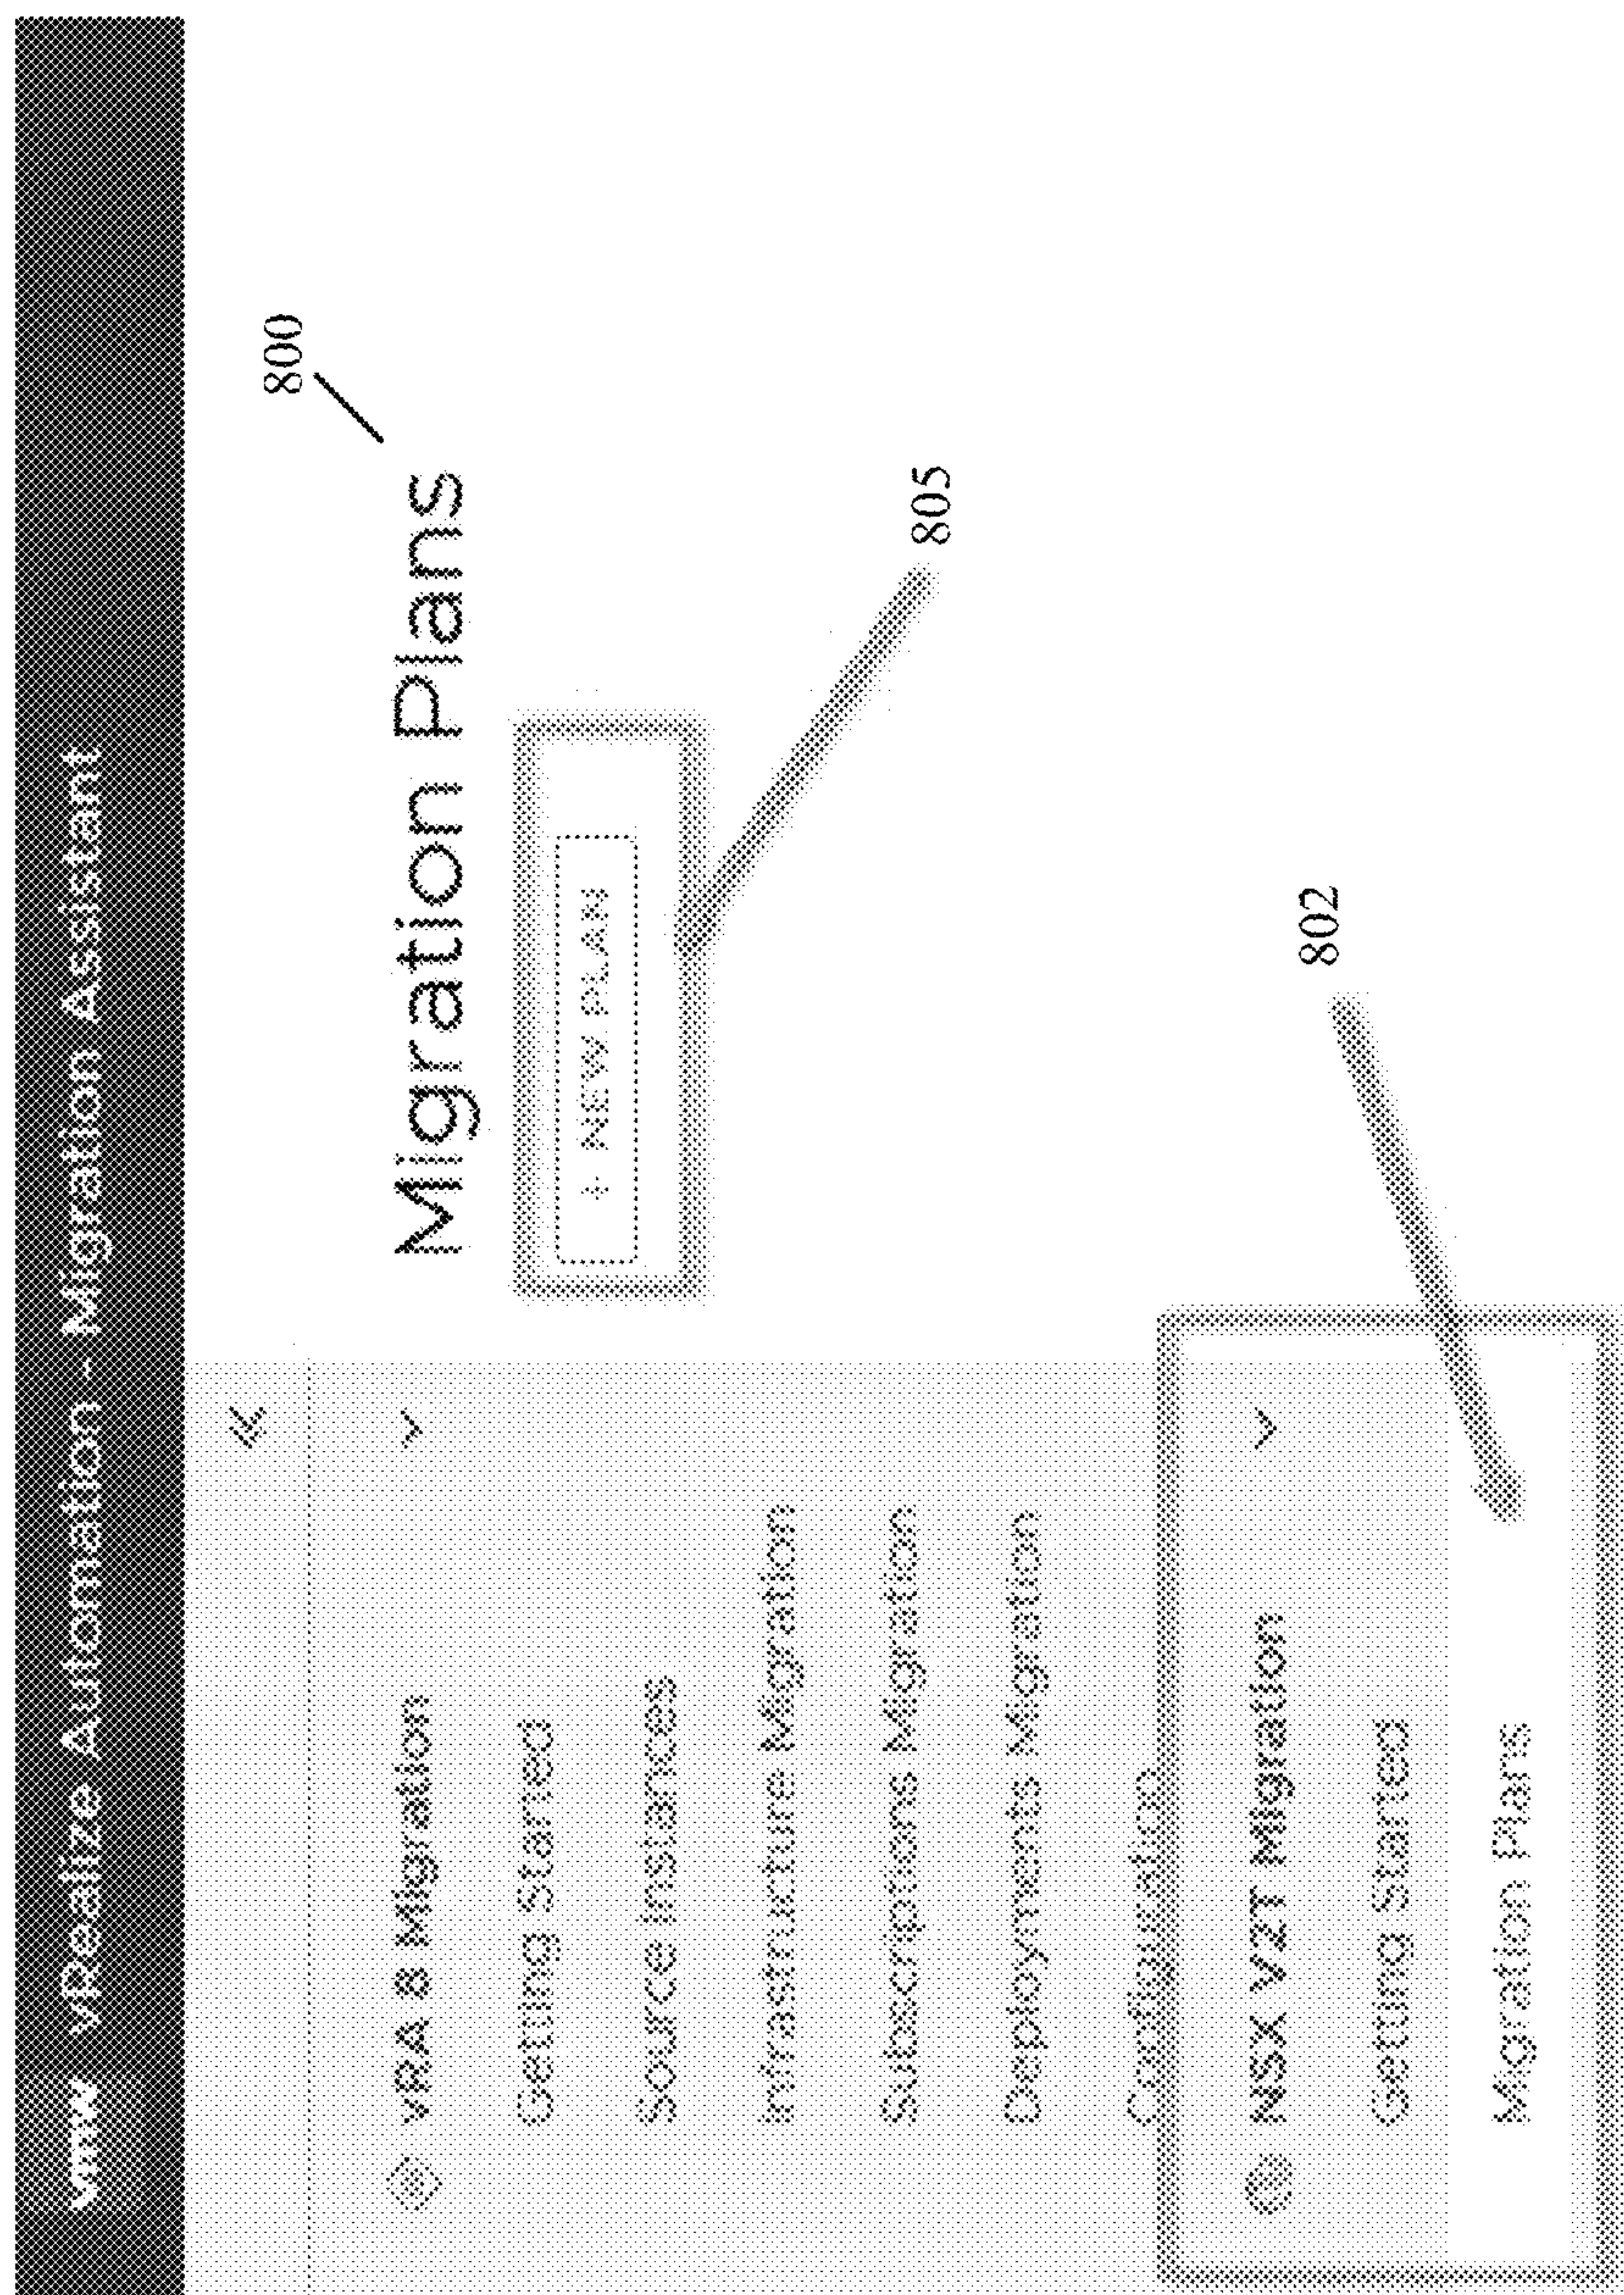 vmw vRealize Automation - Migration Assistant
«
vRA 8 Migration
Getting Started
Source Instances
Infrastructure Migration
Subscriptions Migration
Deployments Migration
Configuration
NSX V2T Migration
Getting Started
Migration Plans
800
Migration Plans
+ NEW PLAN
805
802